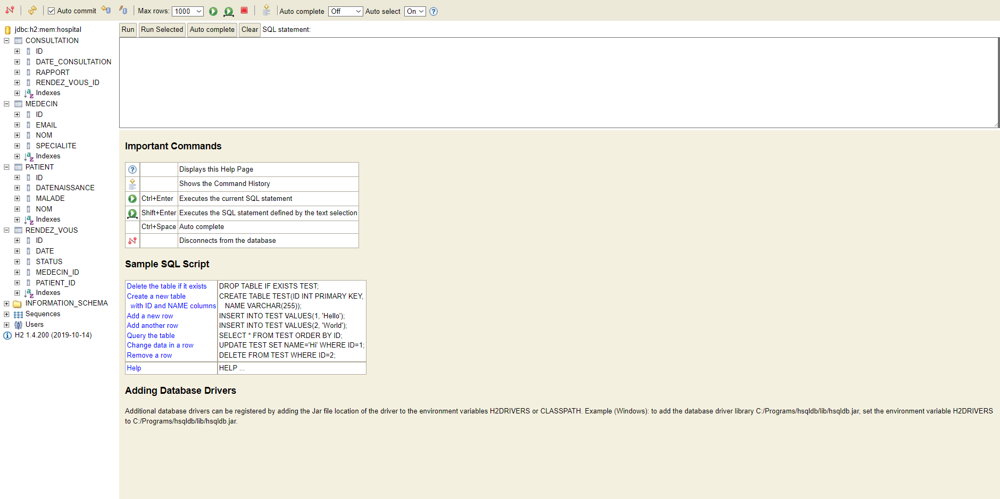 Auto commit Max rows: 1000 Auto complete Off Auto select On
jdbc:h2:mem:hospital
CONSULTATION
ID
DATE_CONSULTATION
RAPPORT
RENDEZ_VOUS_ID
Indexes
MEDECIN
ID
EMAIL
NOM
SPECIALITE
Indexes
PATIENT
ID
DATENAISSANCE
MALADE
NOM
Indexes
RENDEZ_VOUS
ID
DATE
STATUS
MEDECIN_ID
PATIENT_ID
Indexes
INFORMATION_SCHEMA
Sequences
Users
H2 1.4.200 (2019-10-14)
Run Run Selected Auto complete Clear SQL statement:
Important Commands
Displays this Help Page
Shows the Command History
Ctrl+Enter Executes the current SQL statement
Shift+Enter Executes the SQL statement defined by the text selection
Ctrl+Space Auto complete
Disconnects from the database
Sample SQL Script
Delete the table if it exists DROP TABLE IF EXISTS TEST;
Create a new table CREATE TABLE TEST(ID INT PRIMARY KEY,
with ID and NAME columns NAME VARCHAR(255));
Add a new row INSERT INTO TEST VALUES(1, 'Hello');
Add another row INSERT INTO TEST VALUES(2, 'World');
Query the table SELECT * FROM TEST ORDER BY ID;
Change data in a row UPDATE TEST SET NAME='Hi' WHERE ID=1;
Remove a row DELETE FROM TEST WHERE ID=2;
Help HELP ...
Adding Database Drivers
Additional database drivers can be registered by adding the Jar file location of the driver to the environment variables H2DRIVERS or CLASSPATH. Example (Windows): to add the database driver library C:/Programs/hsqldb/lib/hsqldb.jar, set the environment variable H2DRIVERS
to C:/Programs/hsqldb/lib/hsqldb.jar.